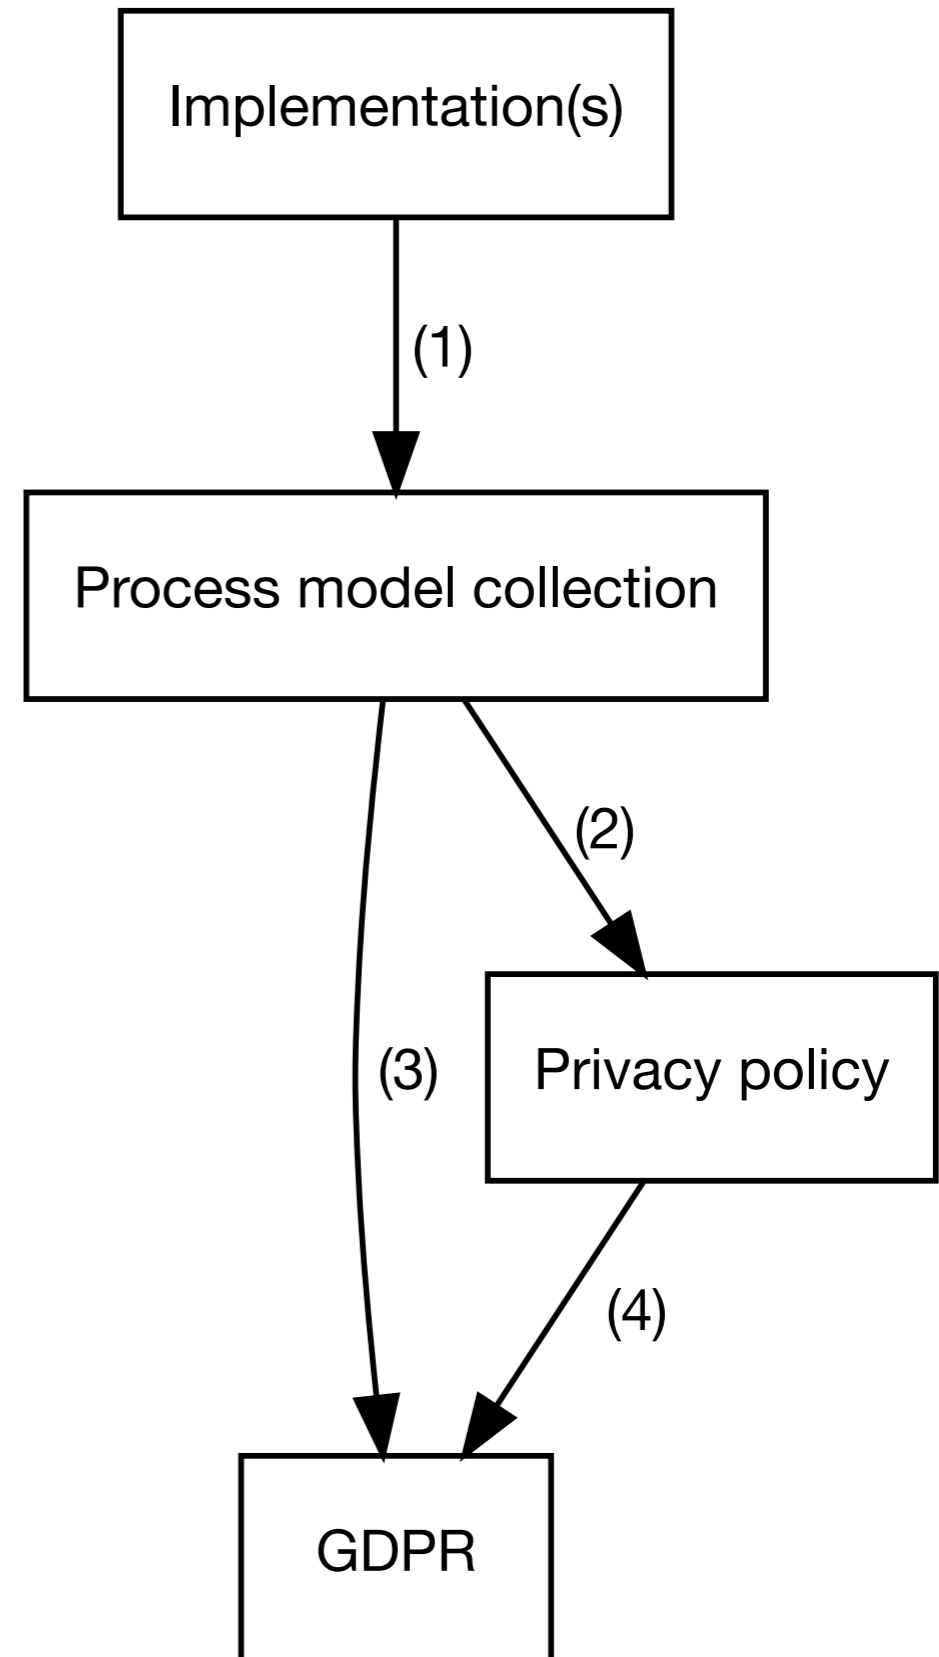 Implementation(s)
(1)
Process model collection
(2)
(3)
Privacy policy
(4)
GDPR